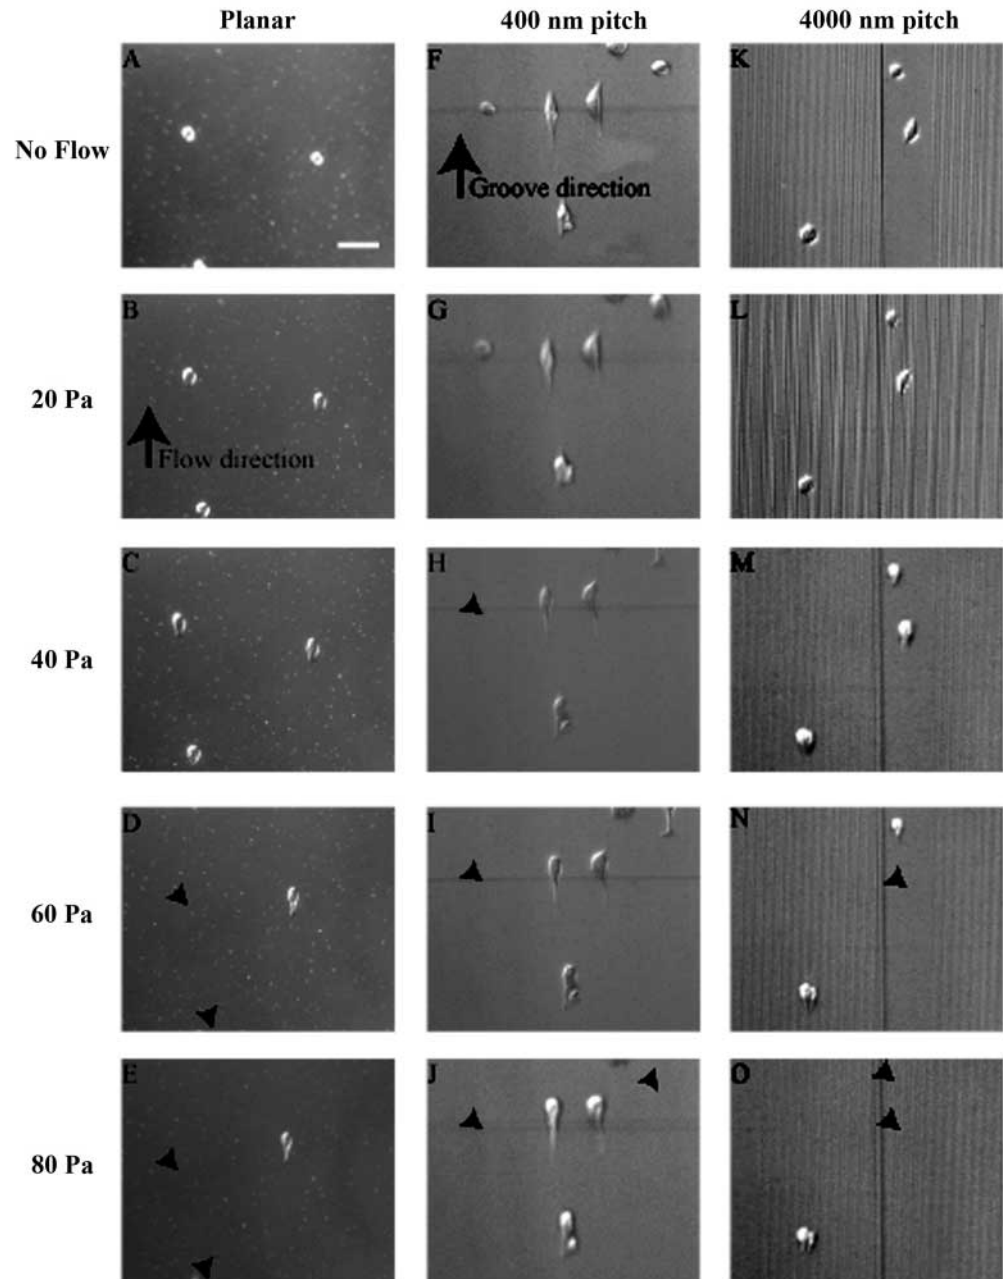 Planar
400 nm pitch
4000 nm pitch
No Flow
A
F
Groove direction
K
20 Pa
B
Flow direction
G
L
40 Pa
C
H
M
60 Pa
D
I
N
80 Pa
E
J
O